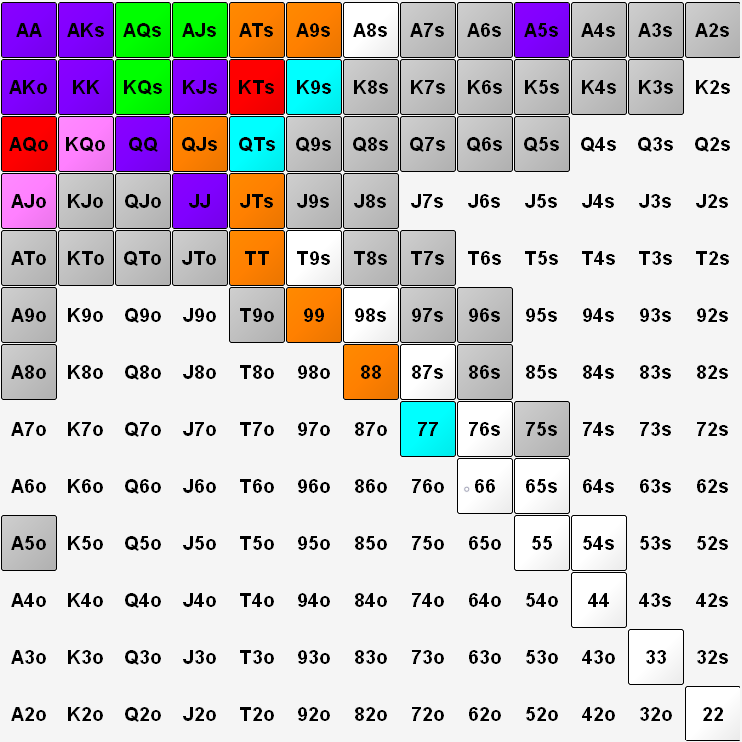 AA AKs AQs AJs ATs A9s A8s A7s A6s A5s A4s A3s A2s
AKo KK KQs KJs KTs K9s K8s K7s K6s K5s K4s K3s K2s
AQo KQo QQ QJs QTs Q9s Q8s Q7s Q6s Q5s Q4s Q3s Q2s
AJo KJo QJo JJ JTs J9s J8s J7s J6s J5s J4s J3s J2s
ATo KTo QTo JTo TT T9s T8s T7s T6s T5s T4s T3s T2s
A9o K9o Q9o J9o T9o 99 98s 97s 96s 95s 94s 93s 92s
A8o K8o Q8o J8o T8o 98o 88 87s 86s 85s 84s 83s 82s
A7o K7o Q7o J7o T7o 97o 87o 77 76s 75s 74s 73s 72s
A6o K6o Q6o J6o T6o 96o 86o 76o 66 65s 64s 63s 62s
A5o K5o Q5o J5o T5o 95o 85o 75o 65o 55 54s 53s 52s
A4o K4o Q4o J4o T4o 94o 84o 74o 64o 54o 44 43s 42s
A3o K3o Q3o J3o T3o 93o 83o 73o 63o 53o 43o 33 32s
A2o K2o Q2o J2o T2o 92o 82o 72o 62o 52o 42o 32o 22